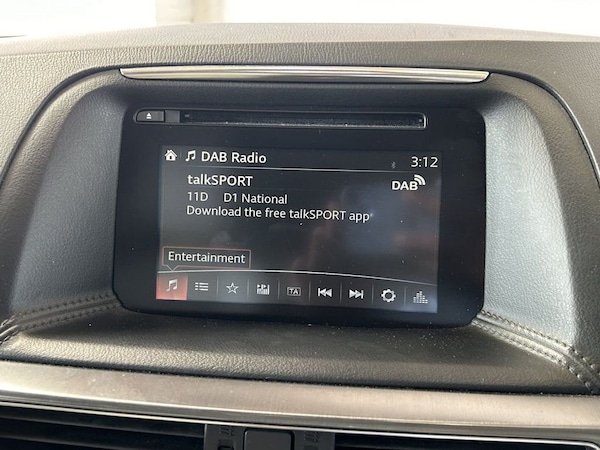 DAB Radio 3:12
talkSPORT DAB
11D D1 National
Download the free talkSPORT app
Entertainment
TA